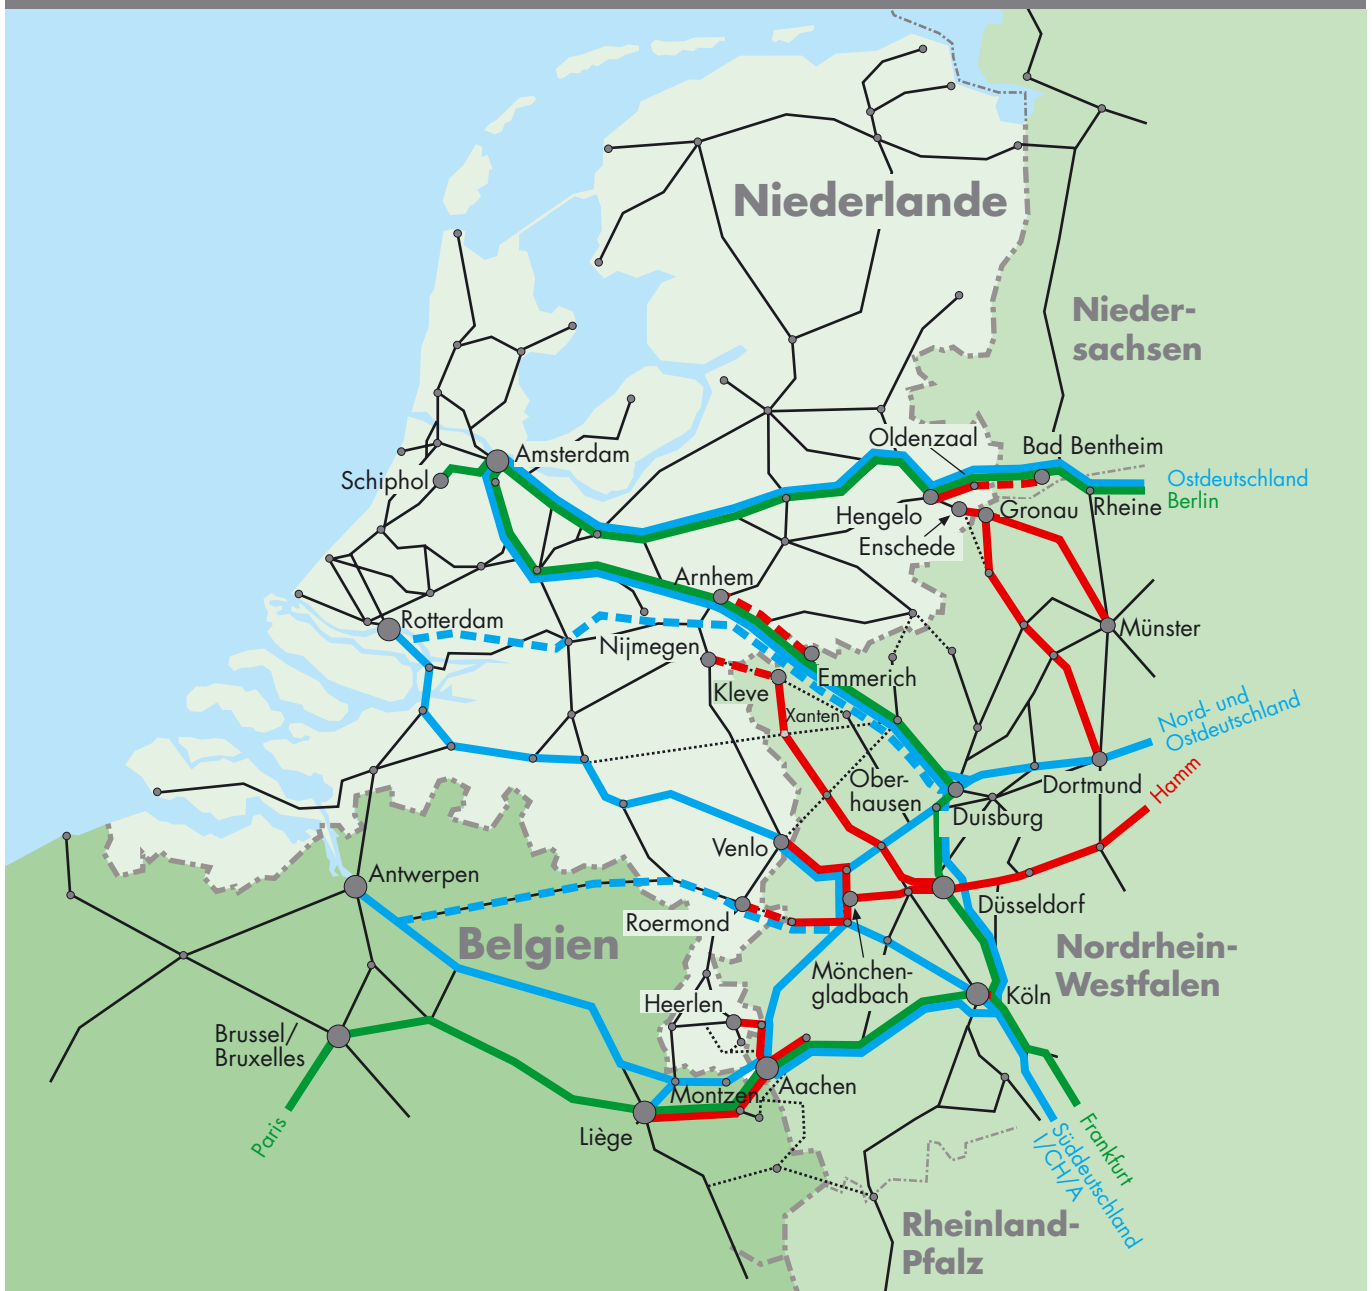 Niederlande
Nieder-
sachsen
Oldenzaal
Bad Bentheim
Amsterdam
Schiphol
Ostdeutschland
Berlin
Rheine
Hengelo
Gronau
Enschede
Arnhem
Rotterdam
Münster
Nijmegen
Emmerich
Kleve
Xanten
Nord- und
Ostdeutschland
Ober-
hausen
Dortmund
Hamm
Duisburg
Venlo
Antwerpen
Düsseldorf
Roermond
Belgien
Nordrhein-
Westfalen
Mönchen-
gladbach
Heerlen
Köln
Brussel/
Bruxelles
Aachen
Montzen
Liège
Paris
Frankfurt
Süddeutschland
I/CH/A
Rheinland-
Pfalz